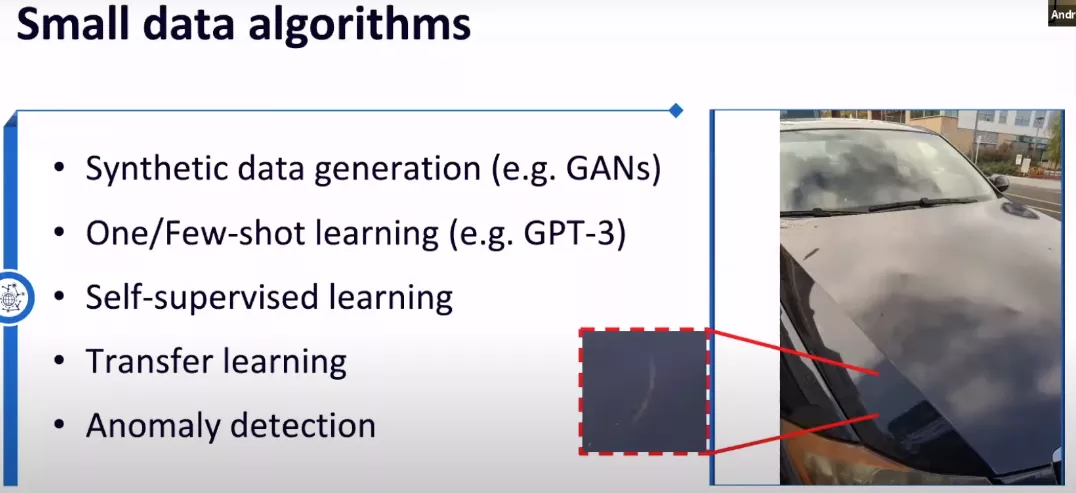 Small data algorithms
Andr
• Synthetic data generation (e.g. GANs)
• One/Few-shot learning (e.g. GPT-3)
• Self-supervised learning
• Transfer learning
• Anomaly detection